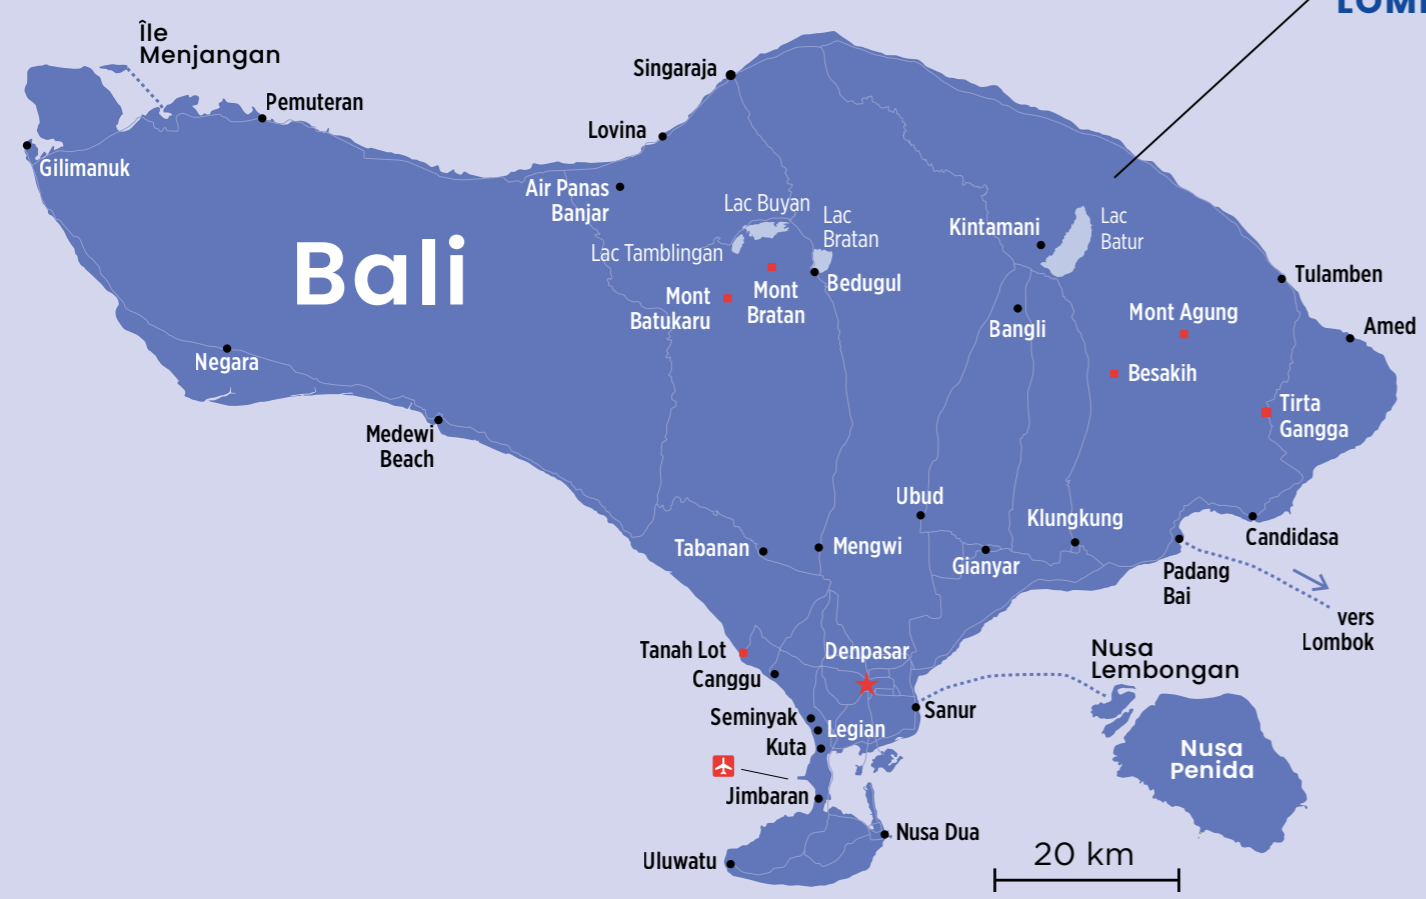 LOM
Île
Menjangan
Pemuteran
Gilimanuk
Singaraja
Lovina
Air Panas
Banjar
Lac Buyan
Lac
Bratan
Lac Tamblingan
Bedugul
Mont
Bratan
Mont
Batukaru
Kintamani
Lac
Batur
Bali
Tulamben
Amed
Mont Agung
Bangli
Besakih
Tirta
Gangga
Negara
Medewi
Beach
Ubud
Klungkung
Tabanan
Mengwi
Gianyar
Candidasa
Padang
Bai
vers
Lombok
Tanah Lot
Canggu
Denpasar
Nusa
Lembongan
Seminyak
Legian
Sanur
Kuta
Nusa
Penida
Jimbaran
Nusa Dua
Uluwatu
20 km